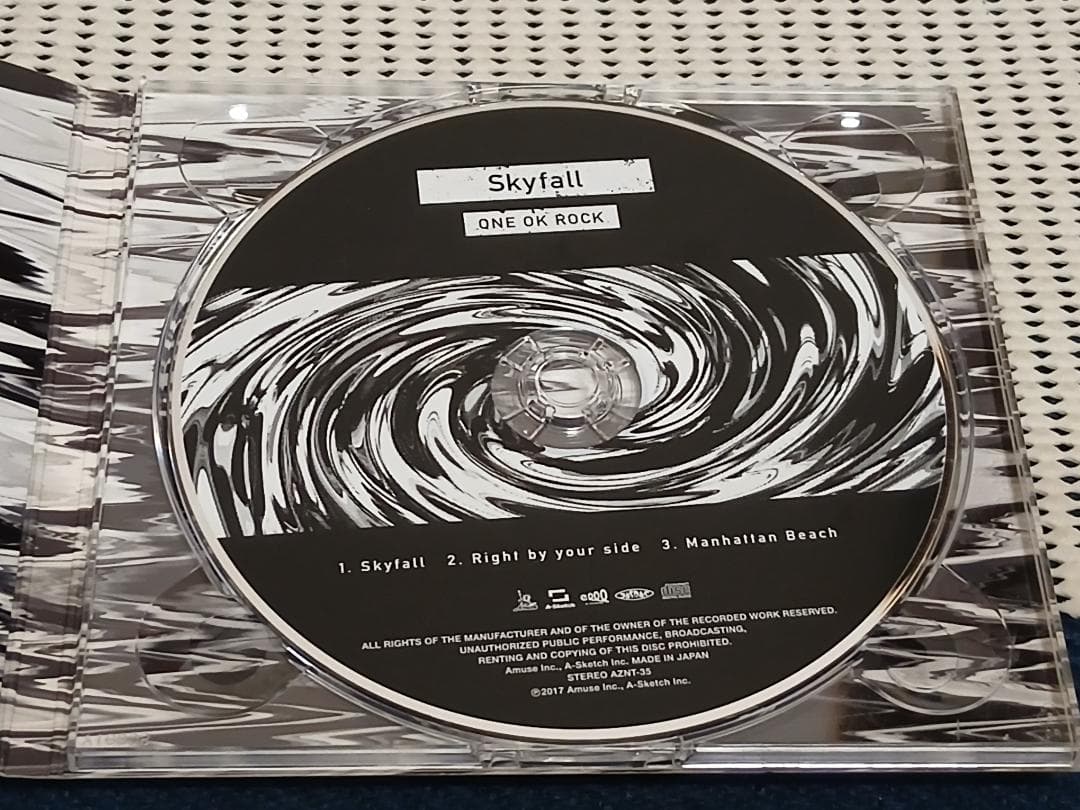 Skyfall
ONE OK ROCK
1. Skyfall 2. Right by your side 3. Manhattan Beach
A-Sketch
ALL RIGHTS OF THE MANUFACTURER AND OF THE OWNER OF THE RECORDED WORK RESERVED.
UNAUTHORIZED PUBLIC PERFORMANCE, BROADCASTING,
RENTING AND COPYING OF THIS DISC PROHIBITED.
Amuse Inc., A-Sketch Inc. MADE IN JAPAN
STEREO AZNT-35
℗2017 Amuse Inc., A-Sketch Inc.